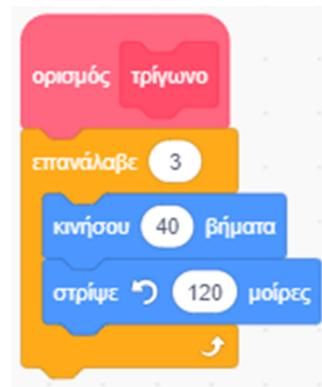 ορισμός τρίγωνο
επανάλαβε 3
κινήσου 40 βήματα
στρίψε 120 μοίρες